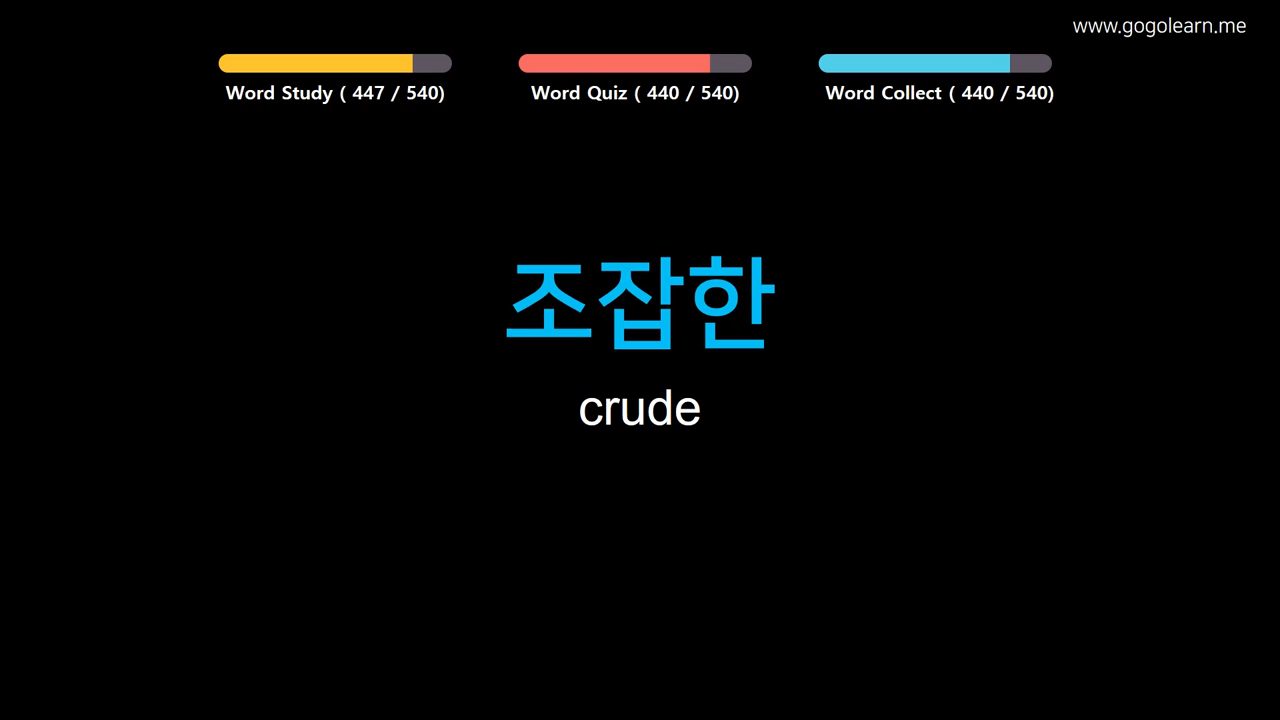 www.gogolearn.me
Word Study ( 447 / 540)
Word Quiz ( 440 / 540)
Word Collect ( 440 / 540)
조잡한
crude